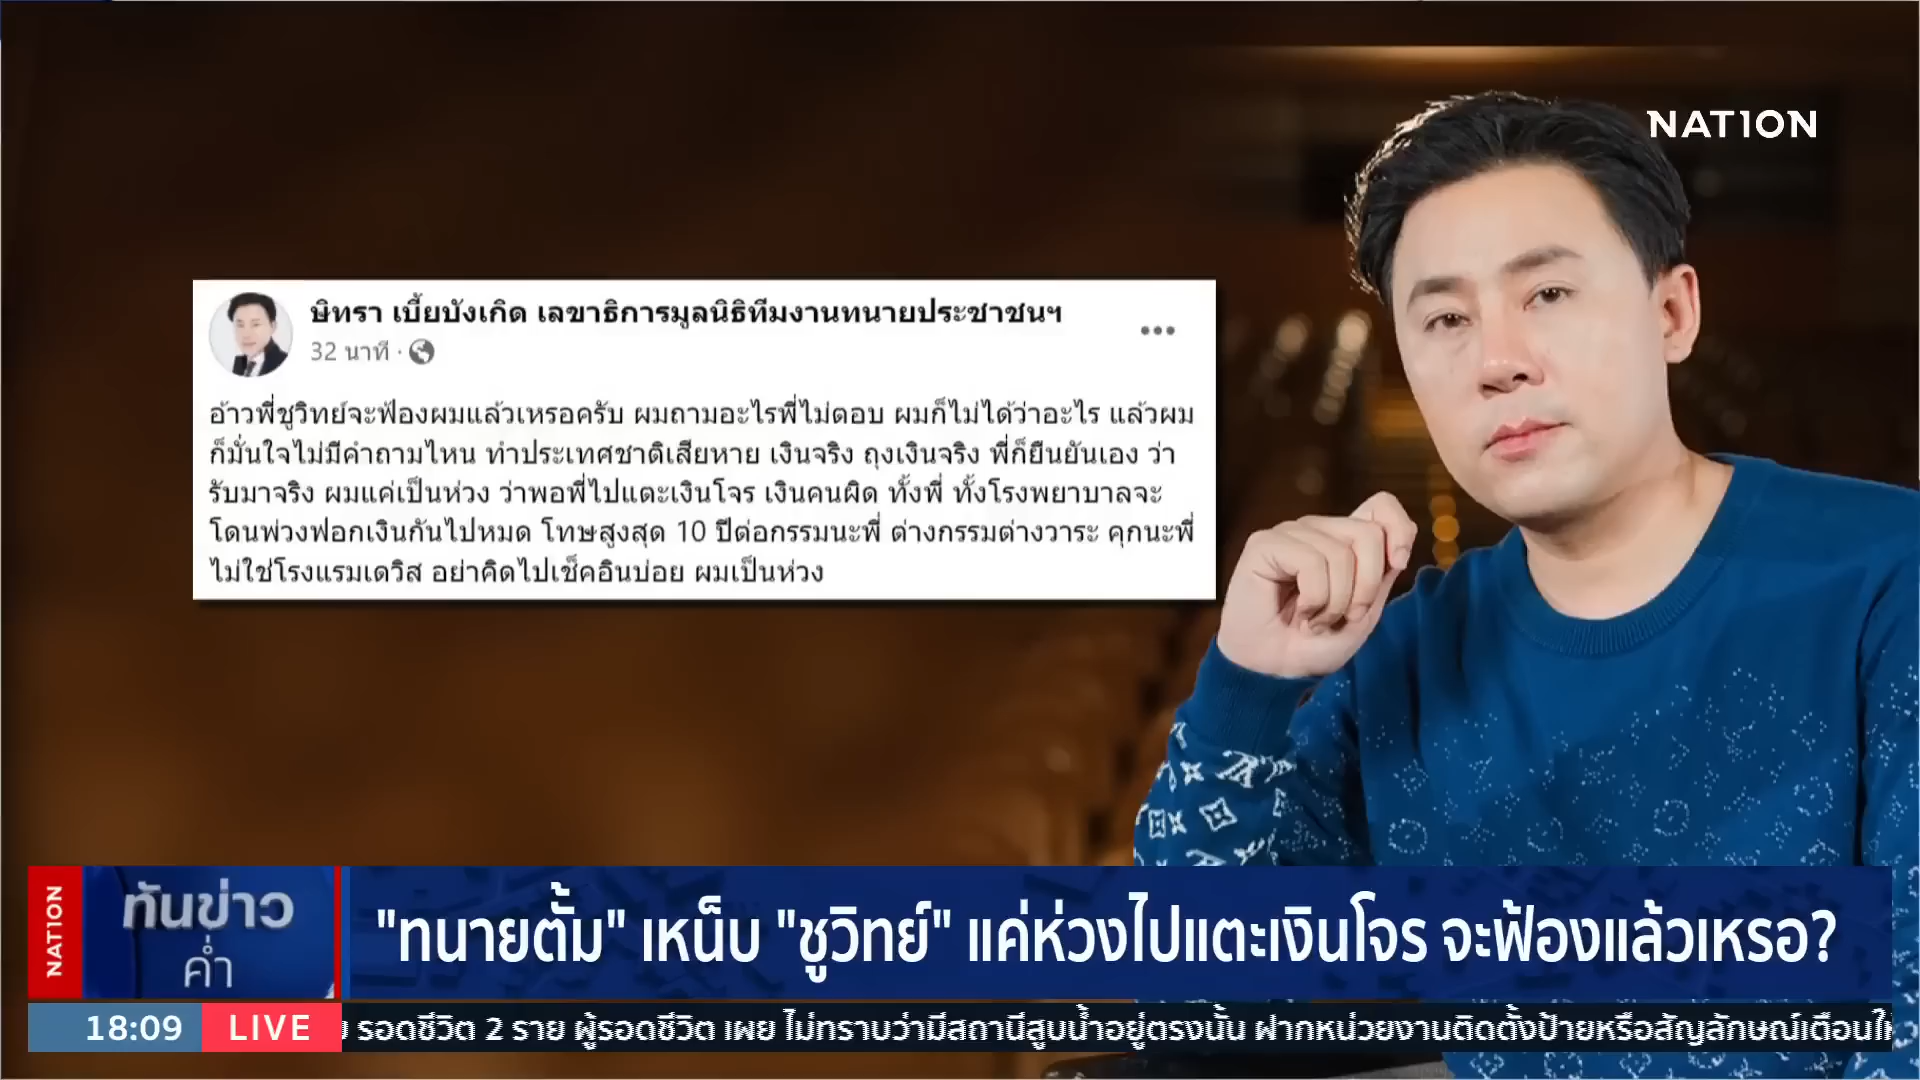 NATION
ษิทรา เบี้ยบังเกิด เลขาธิการมูลนิธิทีมงานทนายประชาชนฯ
32 นาที ·
อ้าวพี่ชูวิทย์จะฟ้องผมแล้วเหรอครับ ผมถามอะไรพี่ไม่ตอบ ผมก็ไม่ได้ว่าอะไร แล้วผม
ก็มั่นใจไม่มีคำถามไหน ทำประเทศชาติเสียหาย เงินจริง ถุงเงินจริง พี่ก็ยืนยันเอง ว่า
รับมาจริง ผมแค่เป็นห่วง ว่าพอพี่ไปแตะเงินโจร เงินคนผิด ทั้งพี่ ทั้งโรงพยาบาลจะ
โดนพ่วงฟอกเงินกันไปหมด โทษสูงสุด 10 ปีต่อกรรมนะพี่ ต่างกรรมต่างวาระ คุกนะพี่
ไม่ใช่โรงแรมเดวิส อย่าคิดไปเช็คอินบ่อย ผมเป็นห่วง
NATION
ทันข่าว
ค่ำ
"ทนายตั้ม" เหน็บ "ชูวิทย์" แค่ห่วงไปแตะเงินโจร จะฟ้องแล้วเหรอ?
18:09 LIVE รอดชีวิต 2 ราย ผู้รอดชีวิต เผย ไม่ทราบว่ามีสถานีสูบน้ำอยู่ตรงนั้น ฝากหน่วยงานติดตั้งป้ายหรือสัญลักษณ์เตือน